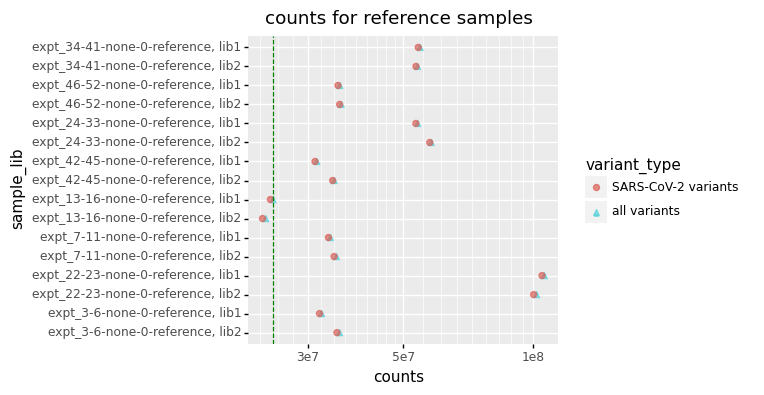 counts for reference samples
expt_34-41-none-0-reference, lib1
expt_34-41-none-0-reference, lib2
expt_46-52-none-0-reference, lib1
expt_46-52-none-0-reference, lib2
expt_24-33-none-0-reference, lib1
expt_24-33-none-0-reference, lib2
expt_42-45-none-0-reference, lib1
expt_42-45-none-0-reference, lib2
expt_13-16-none-0-reference, lib1
expt_13-16-none-0-reference, lib2
expt_7-11-none-0-reference, lib1
expt_7-11-none-0-reference, lib2
expt_22-23-none-0-reference, lib1
expt_22-23-none-0-reference, lib2
expt_3-6-none-0-reference, lib1
expt_3-6-none-0-reference, lib2
sample_lib
3e7 5e7 1e8
counts
variant_type
SARS-CoV-2 variants
all variants